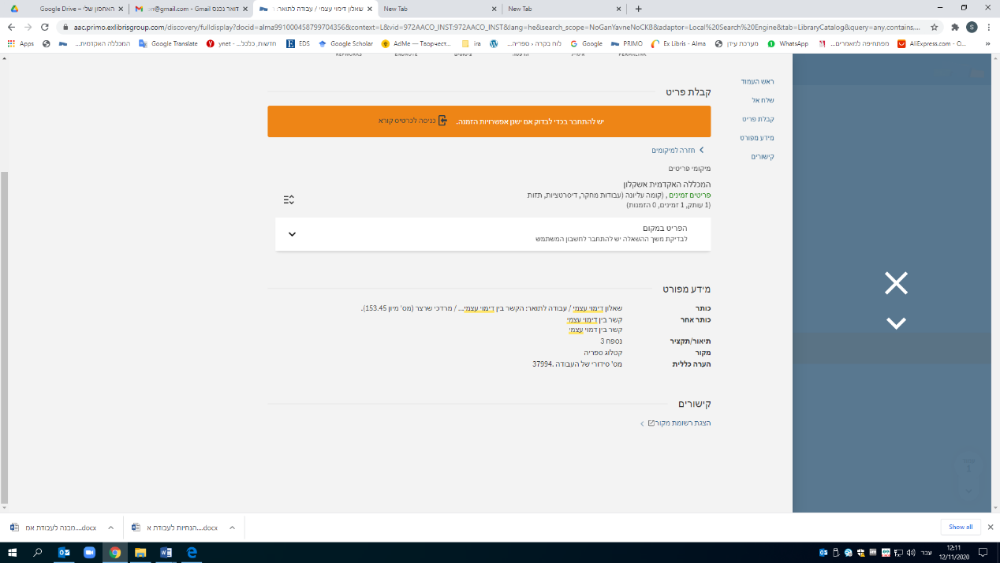 האחסון שלי – Google Drive
דואר נכנס - n@gmail.com - Gmail
שאלון דימוי עצמי / עבודה לתואר:
New Tab
New Tab
aac.primo.exlibrisgroup.com/discovery/fulldisplay?docid=alma991000458799704356&context=L&vid=972AACO_INST:972AACO_INST&lang=he&search_scope=NoGanYavneNoCKB&adaptor=Local%20Search%20Engine&tab=LibraryCatalog&query=any.contains....
S
Apps
המכללה האקדמית...
Google Translate
ynet - חדשות, כלכל...
EDS
Google Scholar
AdMe — Творчест...
ira
לוח בקרה ‹ ספריה...
Google
PRIMO
Ex Libris - Alma
מערכת עידן
WhatsApp
מפתחיפה למאמרים...
AliExpress.com - O...
REFWORKS
ENDNOTE
ציטוטים
הדפסה
אימייל
PERMALINK
ראש העמוד
שלח אל
קבלת פריט
מידע מפורט
קישורים
קבלת פריט
יש להתחבר בכדי לבדוק אם ישנן אפשרויות הזמנה. כניסה לכרטיס קורא
חזרה למיקומים
מיקומי פריטים
המכללה האקדמית אשקלון
פריטים זמינים , (קומה עליונה (עבודות מחקר, דיסרטציות, תזות
(1 עותק, 1 זמינים, 0 הזמנות)
הפריט במקום
לבדיקת משך ההשאלה יש להתחבר לחשבון המשתמש
מידע מפורט
כותר שאלון דימוי עצמי / עבודה לתואר: הקשר בין דימוי עצמי... / מרדכי שרצר (מס' מיון 153.45).
כותר אחר קשר בין דימוי עצמי
קשר בין דמוי עצמי
תיאור/תקציר נספח 3
מקור קטלוג ספריה
הערה כללית מס' סידורי של העבודה .37994
קישורים
הצגת רשומת מקור
מבנה לעבודת אמ....docx
הנחיות לעבודת א....docx
Show all
עבר
12:11
12/11/2020